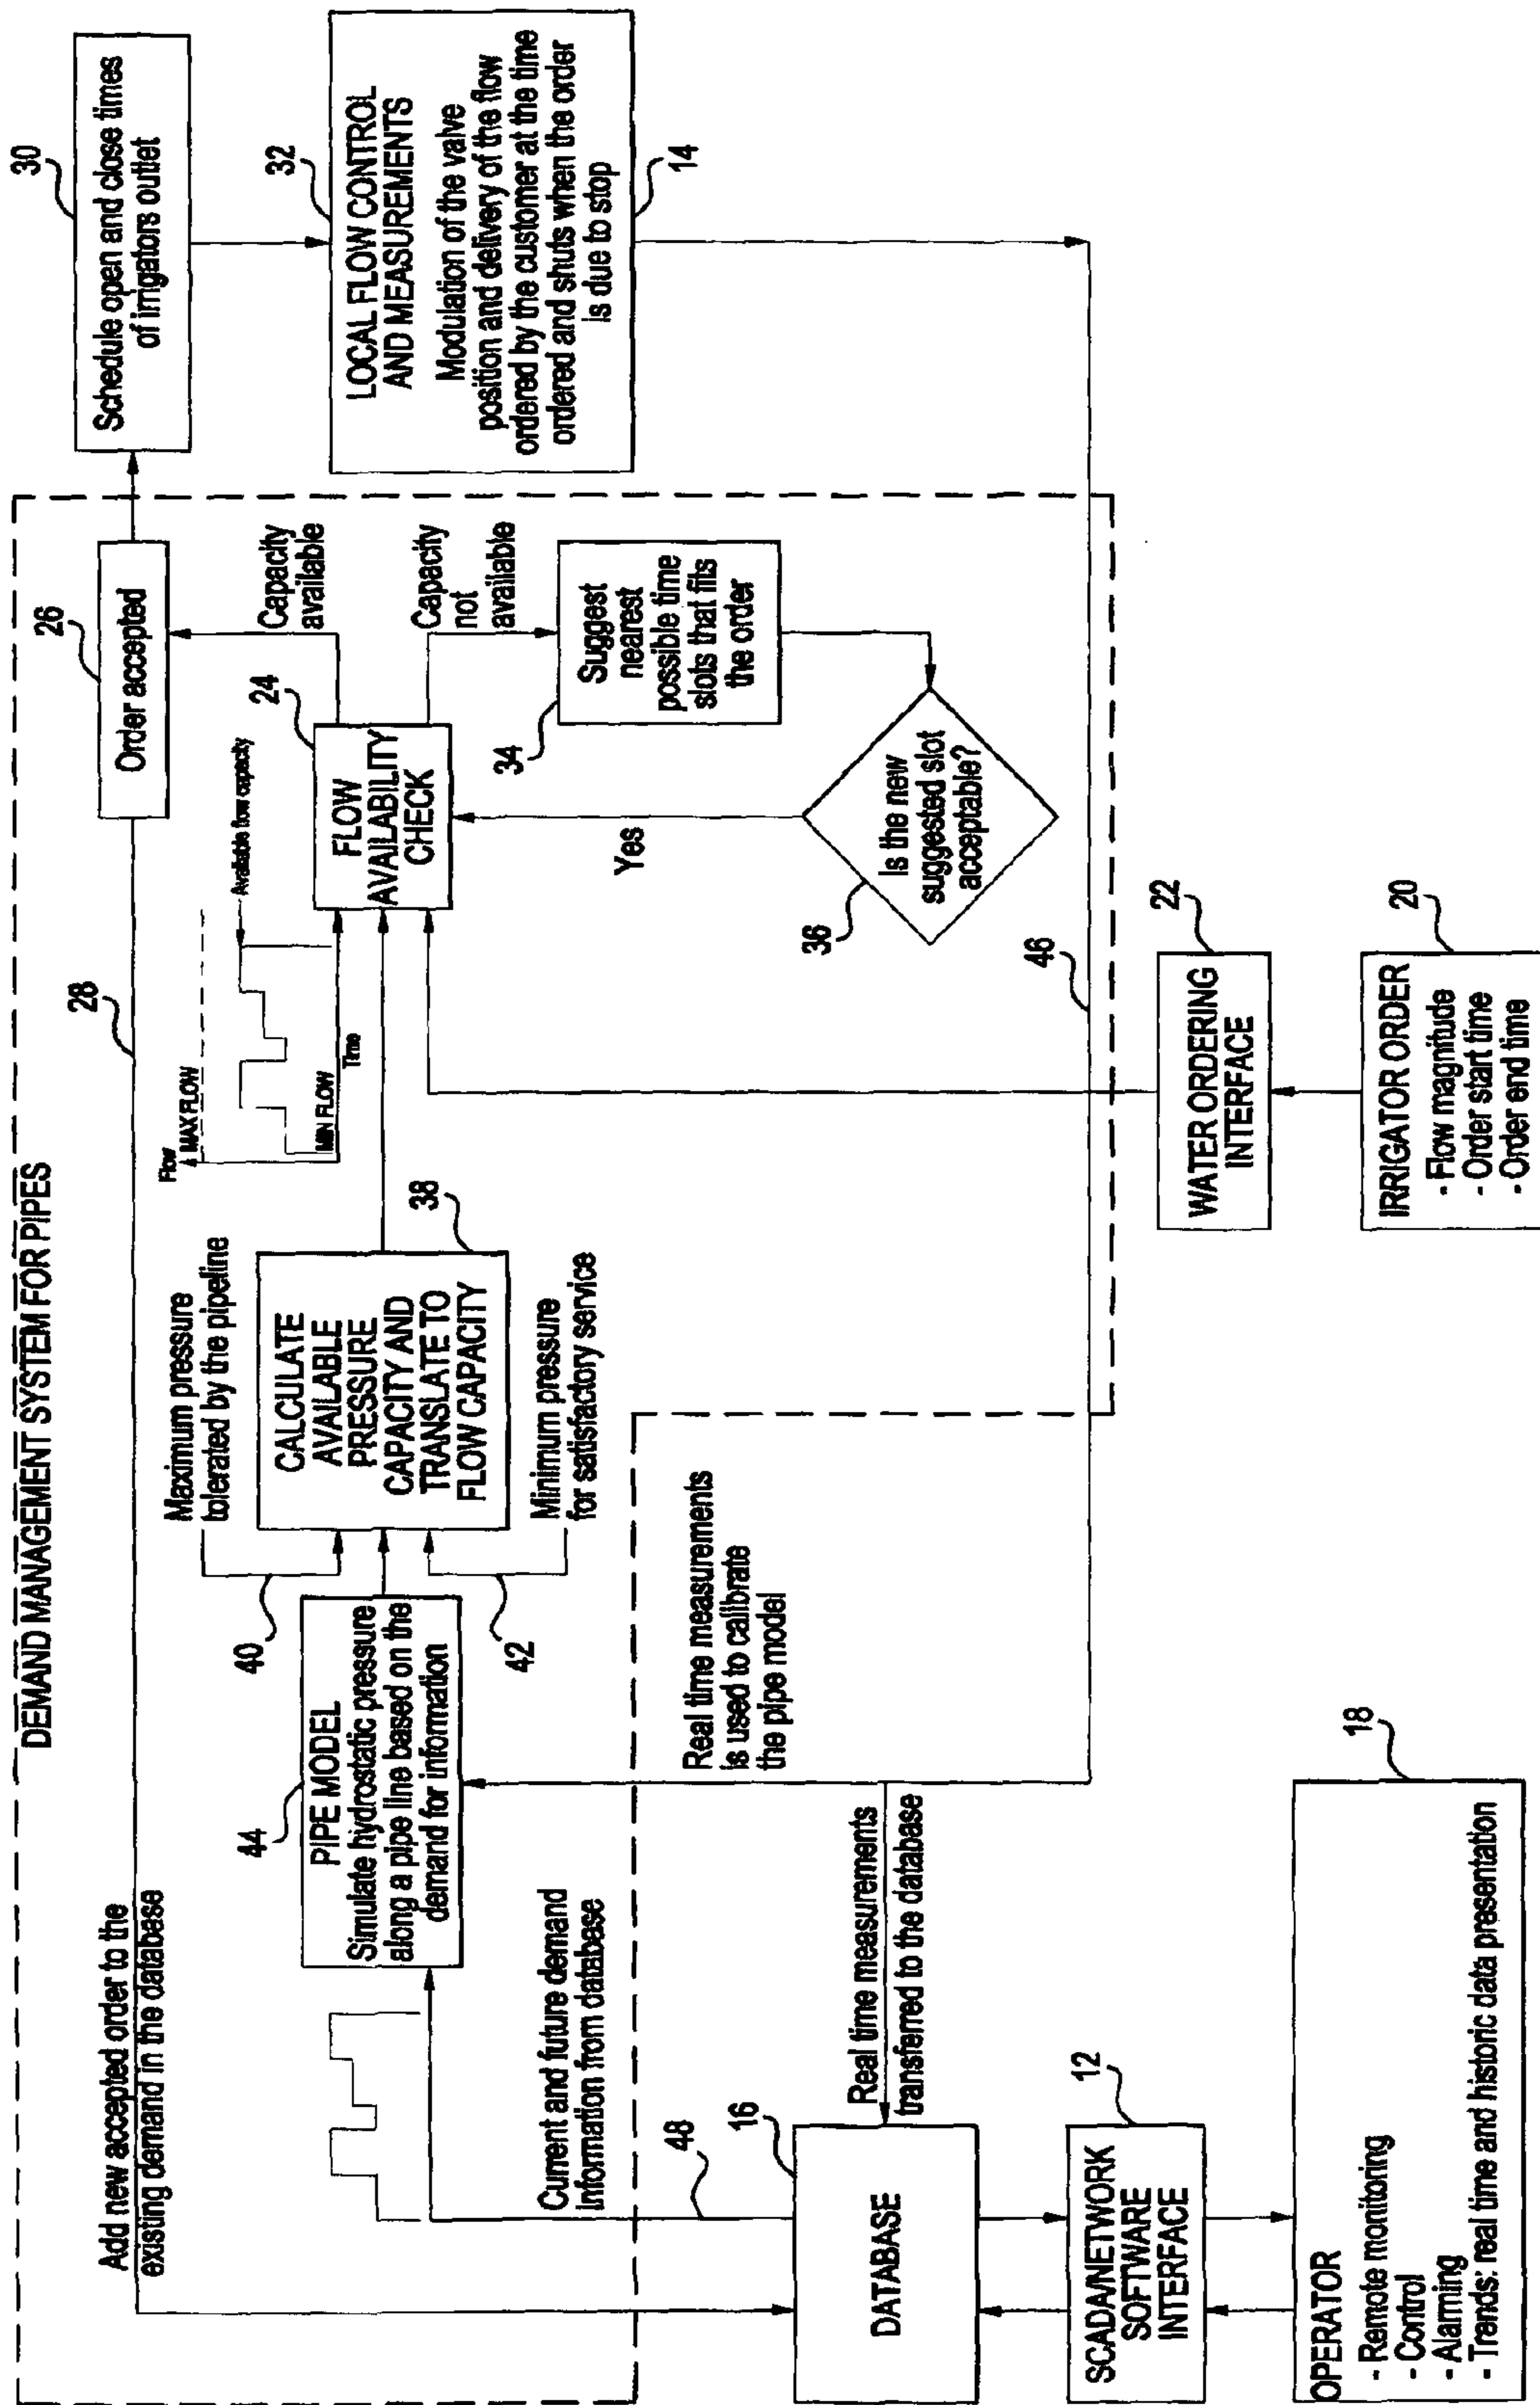 DEMAND MANAGEMENT SYSTEM FOR PIPES
Add new accepted order to the
existing demand in the database
28
26
Order accepted
30
Schedule open and close times
of irrigators outlet
44
PIPE MODEL
Simulate hydrostatic pressure
along a pipe line based on the
demand for information
40
Maximum pressure
tolerated by the pipeline
42
Minimum pressure
for satisfactory service
38
CALCULATE
AVAILABLE
PRESSURE
CAPACITY AND
TRANSLATE TO
FLOW CAPACITY
Flow
MAX FLOW
MIN FLOW
Time
Available flow capacity
24
FLOW
AVAILABILITY
CHECK
Capacity
available
Capacity
not
available
34
Suggest
nearest
possible time
slots that fits
the order
36
Is the new
suggested slot
acceptable?
Yes
32
LOCAL FLOW CONTROL
AND MEASUREMENTS
Modulation of the valve
position and delivery of the flow
ordered by the customer at the time
ordered and shuts when the order
is due to stop
14
Current and future demand
Information from database
48
Real time measurements
is used to calibrate
the pipe model
46
16
DATABASE
Real time measurements
transferred to the database
12
SCADA/NETWORK
SOFTWARE
INTERFACE
22
WATER ORDERING
INTERFACE
18
OPERATOR
- Remote monitoring
- Control
- Alarming
- Trends: real time and historic data presentation
20
IRRIGATOR ORDER
- Flow magnitude
- Order start time
- Order end time